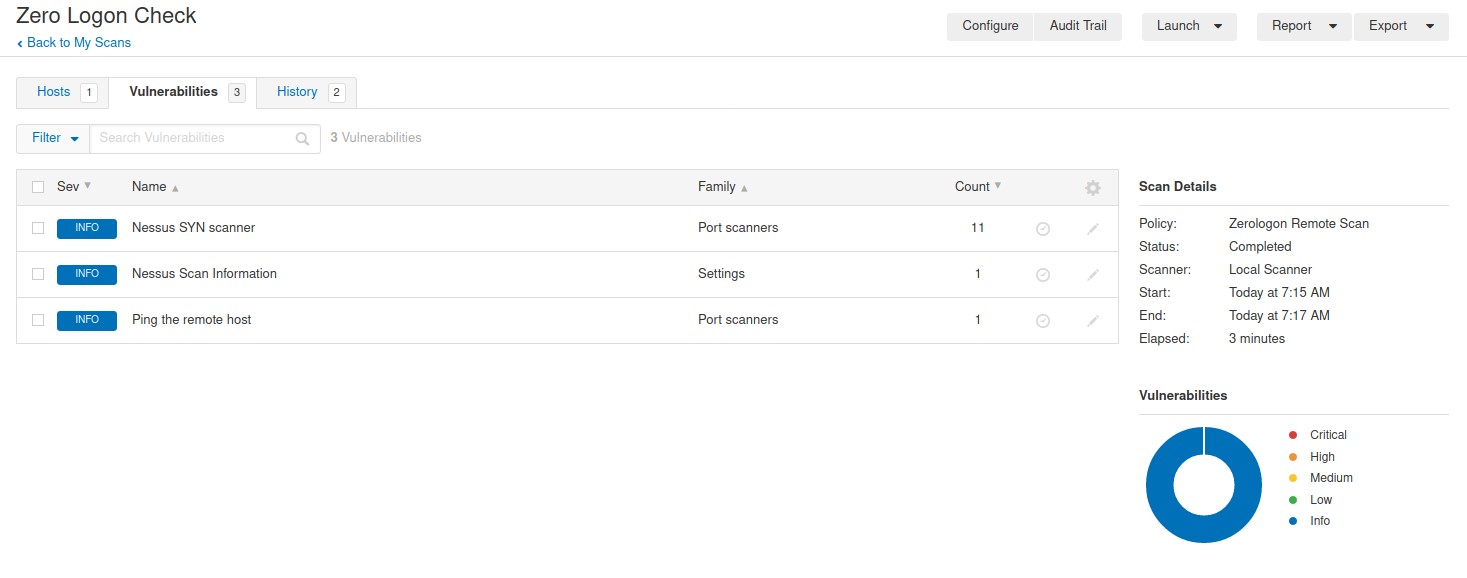 Zero Logon Check
Back to My Scans
Configure Audit Trail Launch Report Export
Hosts 1 Vulnerabilities 3 History 2
Filter Search Vulnerabilities 3 Vulnerabilities
Sev Name Family Count
INFO Nessus SYN scanner Port scanners 11
INFO Nessus Scan Information Settings 1
INFO Ping the remote host Port scanners 1
Scan Details
Policy: Zerologon Remote Scan
Status: Completed
Scanner: Local Scanner
Start: Today at 7:15 AM
End: Today at 7:17 AM
Elapsed: 3 minutes
Vulnerabilities
Critical
High
Medium
Low
Info